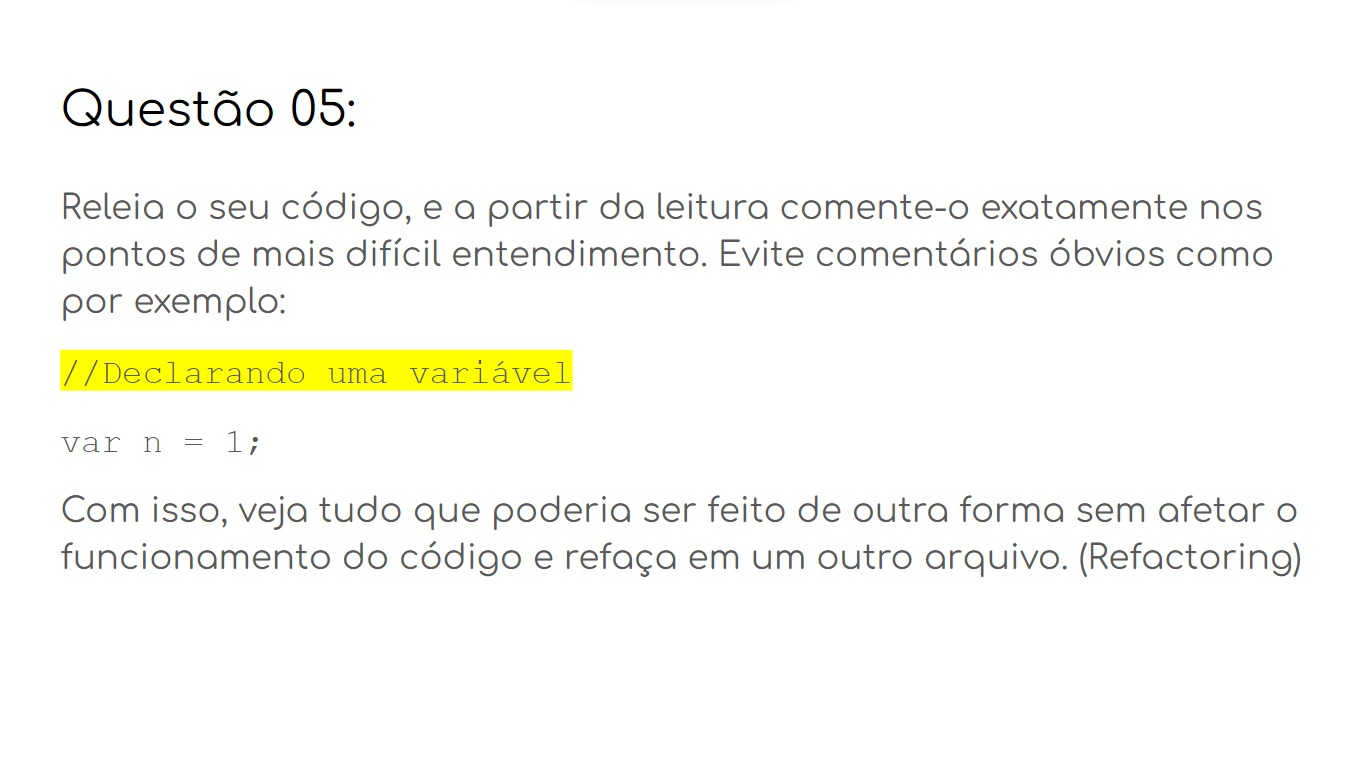 Questão 05:
Releia o seu código, e a partir da leitura comente-o exatamente nos
pontos de mais difícil entendimento. Evite comentários óbvios como
por exemplo:
//Declarando uma variável
var n = 1;
Com isso, veja tudo que poderia ser feito de outra forma sem afetar o
funcionamento do código e refaça em um outro arquivo. (Refactoring)